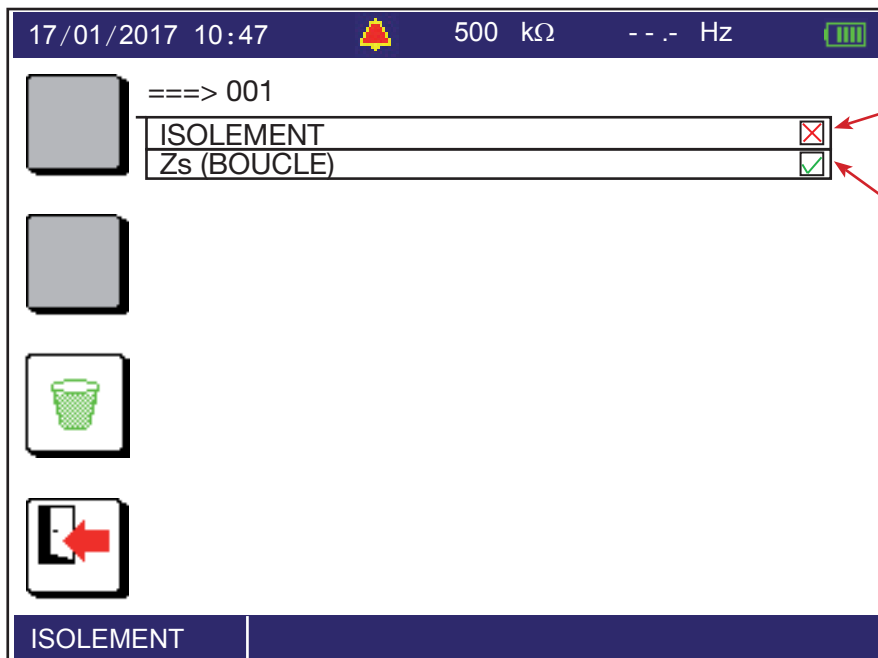 17/01/2017 10:47 500 kΩ - - .- Hz
===> 001
ISOLEMENT
Zs (BOUCLE)
ISOLEMENT